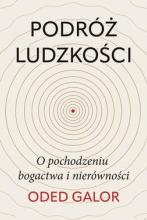 PODRÓŻ
LUDZKOŚCI
O pochodzeniu
bogactwa i nierówności
ODED GALOR